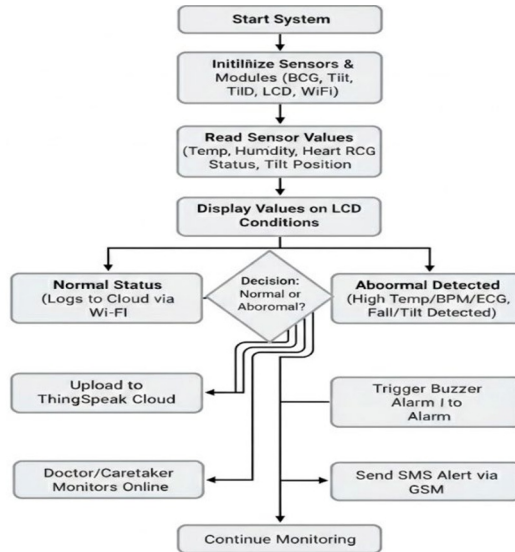 Start System
Initilñize Sensors &
Modules (BCG, Tiit,
TilD, LCD, WiFi)
Read Sensor Values
(Temp, Humdity, Heart RCG
Status, Tilt Position
Display Values on LCD
Conditions
Normal Status
(Logs to Cloud via
Wi-FI
Decision:
Normal or
Aboromal?
Aboormal Detected
(High Temp/BPM/ECG,
Fall/Tilt Detected)
Upload to
ThingSpeak Cloud
Trigger Buzzer
Alarm I to
Alarm
Doctor/Caretaker
Monitors Online
Send SMS Alert via
GSM
Continue Monitoring